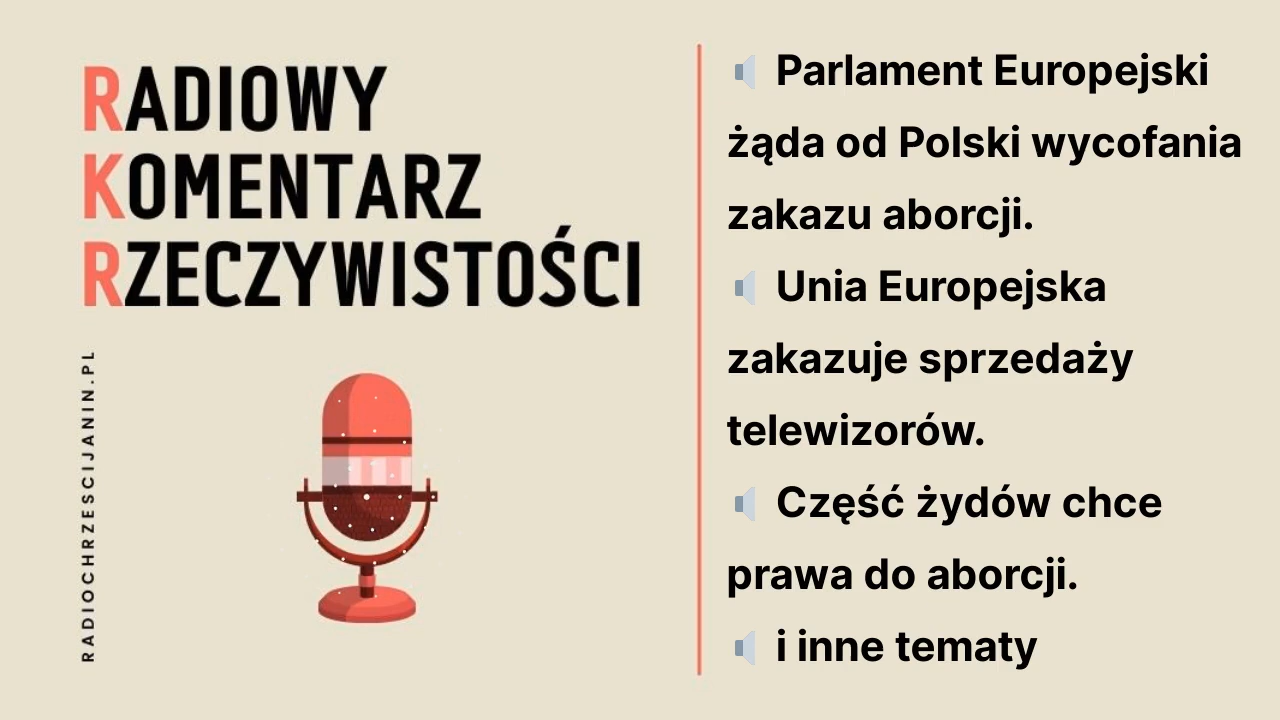 RADIOWY
KOMENTARZ
RZECZYWISTOŚCI
RADIOCHRZESCIJANIN.PL
Parlament Europejski
żąda od Polski wycofania
zakazu aborcji.
Unia Europejska
zakazuje sprzedaży
telewizorów.
Część żydów chce
prawa do aborcji.
i inne tematy